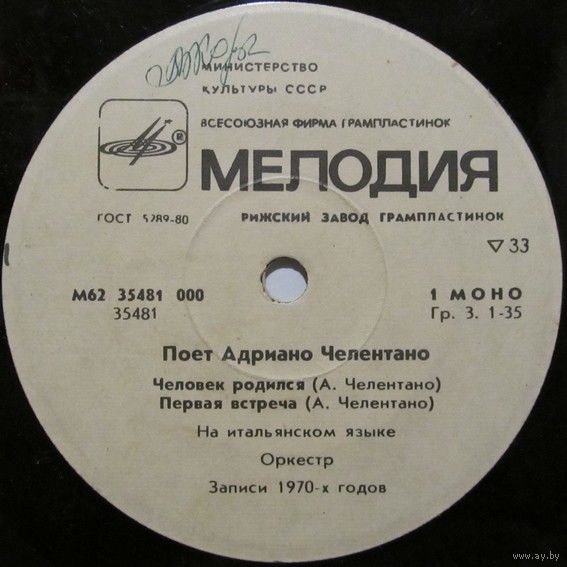 МИНИСТЕРСТВО
КУЛЬТУРЫ СССР
ВСЕСОЮЗНАЯ ФИРМА ГРАМПЛАСТИНОК
МЕЛОДИЯ
ГОСТ 5289-80
РИЖСКИЙ ЗАВОД ГРАМПЛАСТИНОК
▽ 33
М62 35481 000
1 МОНО
35481
Гр. 3. 1-35
Поет Адриано Челентано
Человек родился (А. Челентано)
Первая встреча (А. Челентано)
На итальянском языке
Оркестр
Записи 1970-х годов
www.ay.by